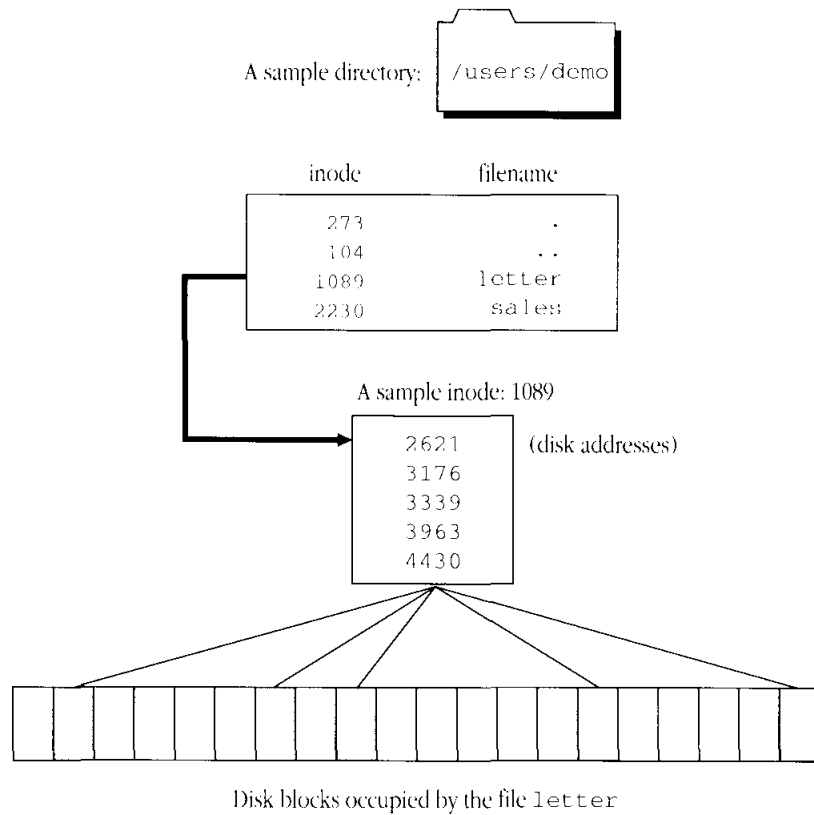 A sample directory: /users/demo
inode filename
273 .
104 ..
1089 letter
2230 sales
A sample inode: 1089
2621 (disk addresses)
3176
3339
3963
4430
Disk blocks occupied by the file letter